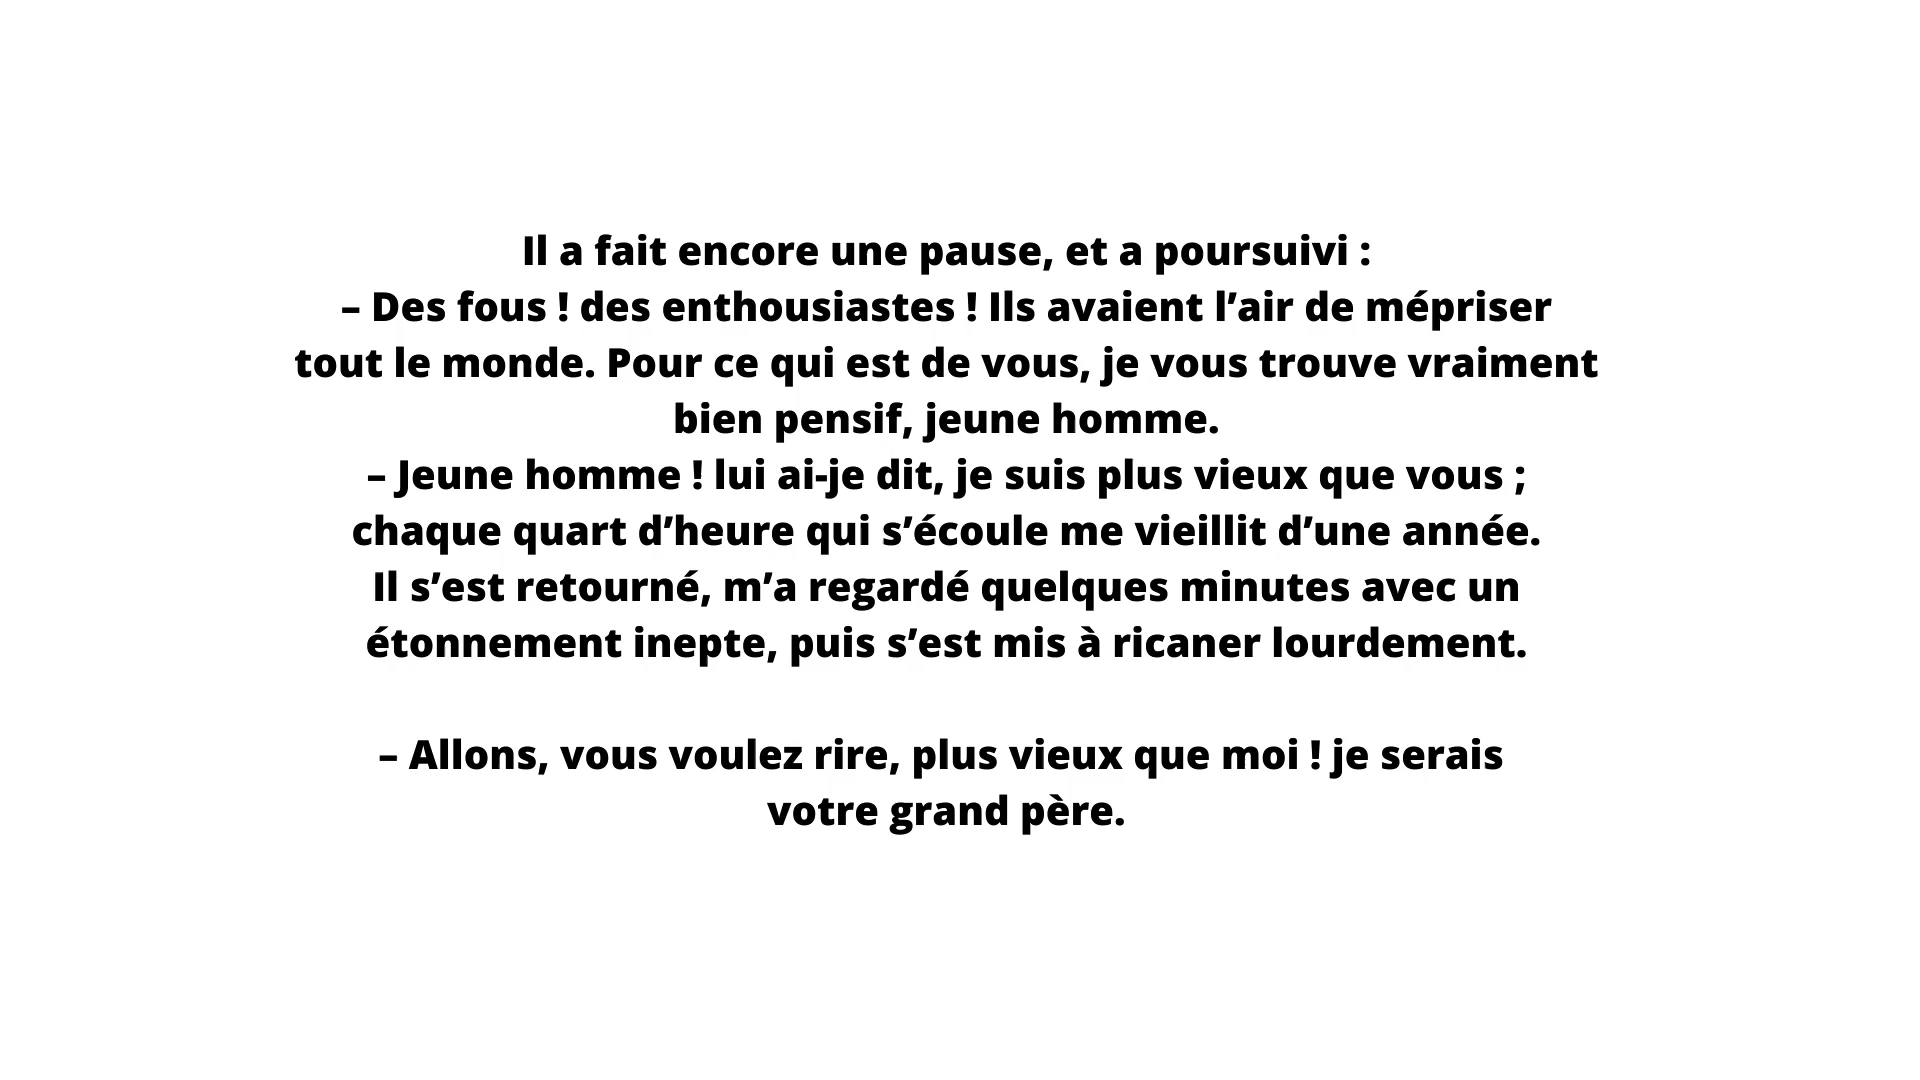 Il a fait encore une pause, et a poursuivi :
– Des fous ! des enthousiastes ! Ils avaient l’air de mépriser
tout le monde. Pour ce qui est de vous, je vous trouve vraiment
bien pensif, jeune homme.
– Jeune homme ! lui ai-je dit, je suis plus vieux que vous ;
chaque quart d’heure qui s’écoule me vieillit d’une année.
Il s’est retourné, m’a regardé quelques minutes avec un
étonnement inepte, puis s’est mis à ricaner lourdement.
– Allons, vous voulez rire, plus vieux que moi ! je serais
votre grand père.